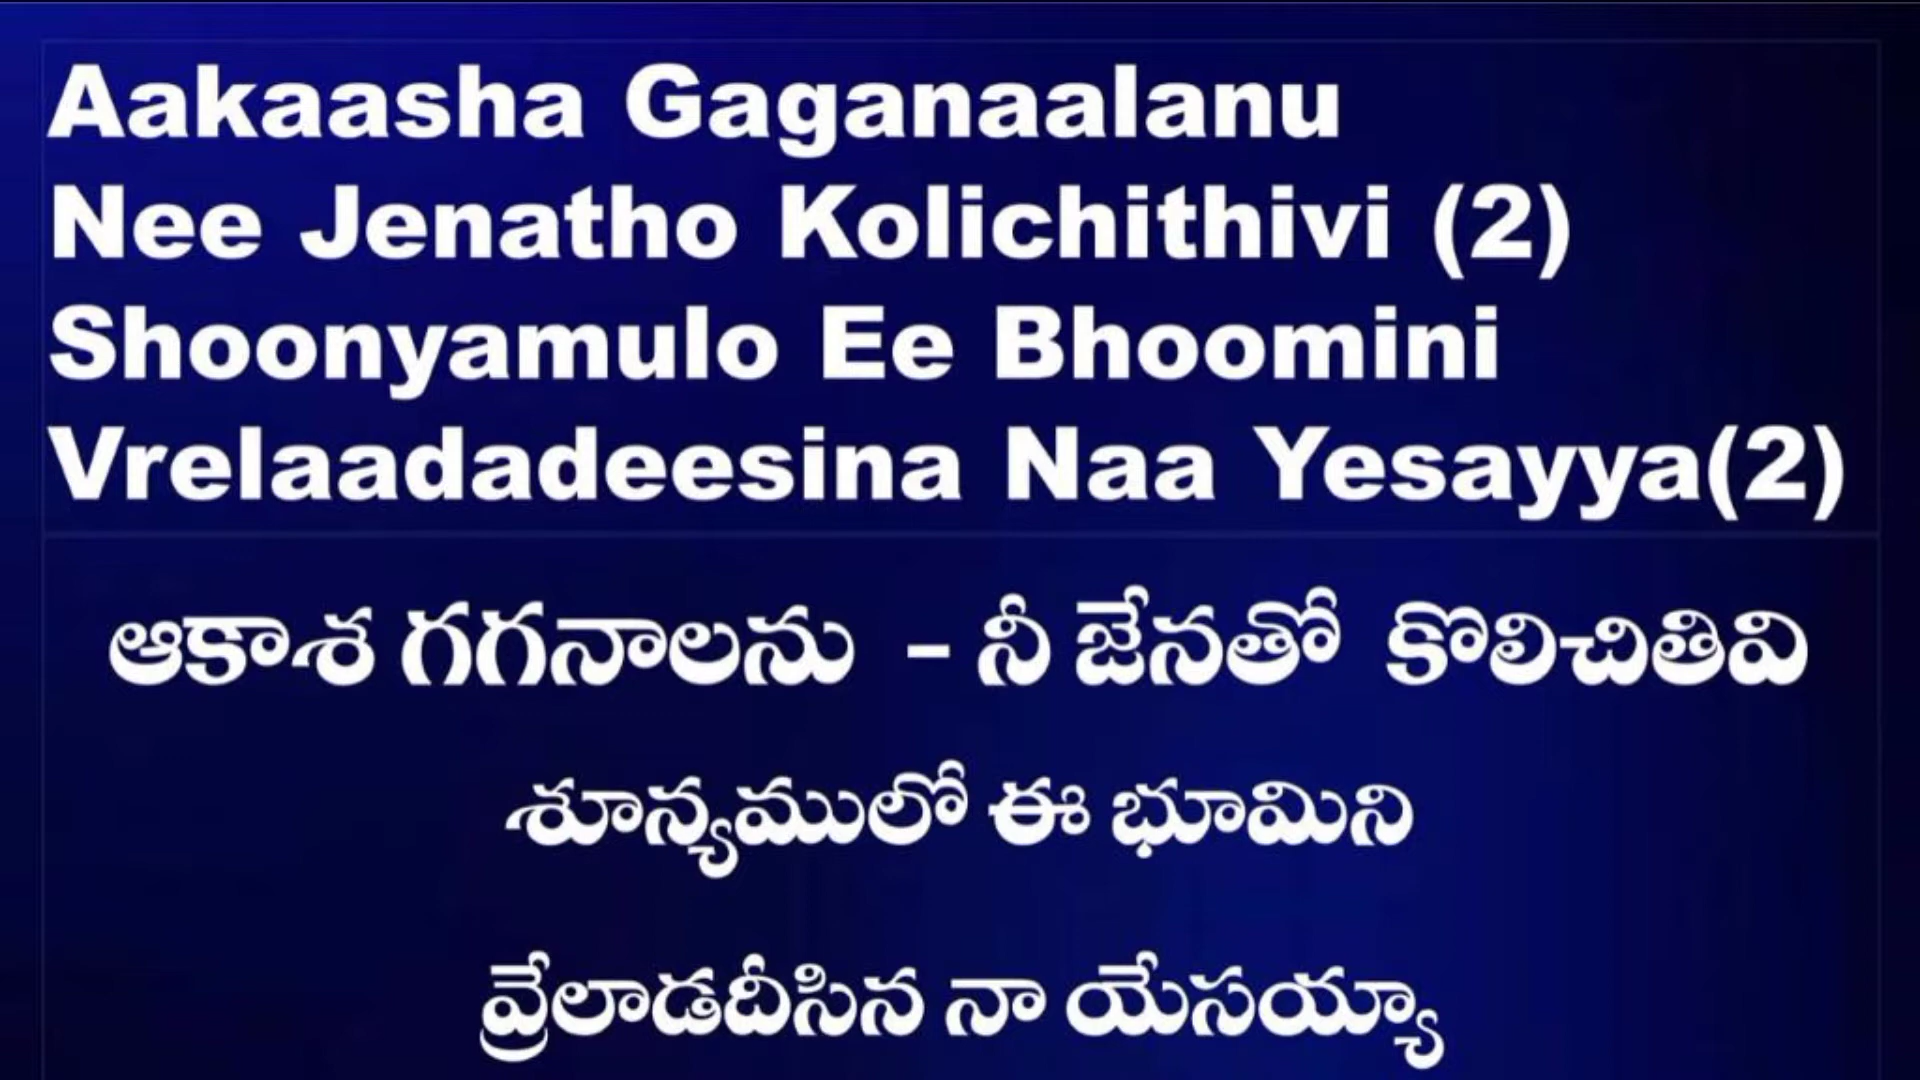 Aakaasha Gaganaalanu
Nee Jenatho Kolichithivi (2)
Shoonyamulo Ee Bhoomini
Vrelaadadeesina Naa Yesayya(2)
ఆకాశ గగనాలను – నీ జేనతో కొలిచితివి
శూన్యములో ఈ భూమిని
వ్రేలాడదీసిన నా యేసయ్యా